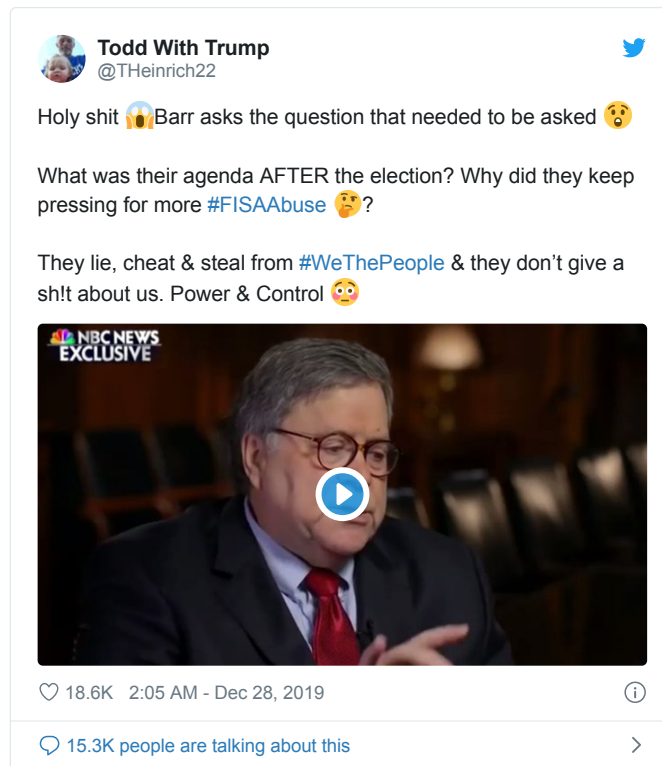 Todd With Trump
@THeinrich22
Holy shit 😱Barr asks the question that needed to be asked 😲
What was their agenda AFTER the election? Why did they keep
pressing for more #FISAAbuse 🤔?
They lie, cheat & steal from #WeThePeople & they don’t give a
sh!t about us. Power & Control 😳
NBC NEWS
EXCLUSIVE
18.6K 2:05 AM - Dec 28, 2019
15.3K people are talking about this